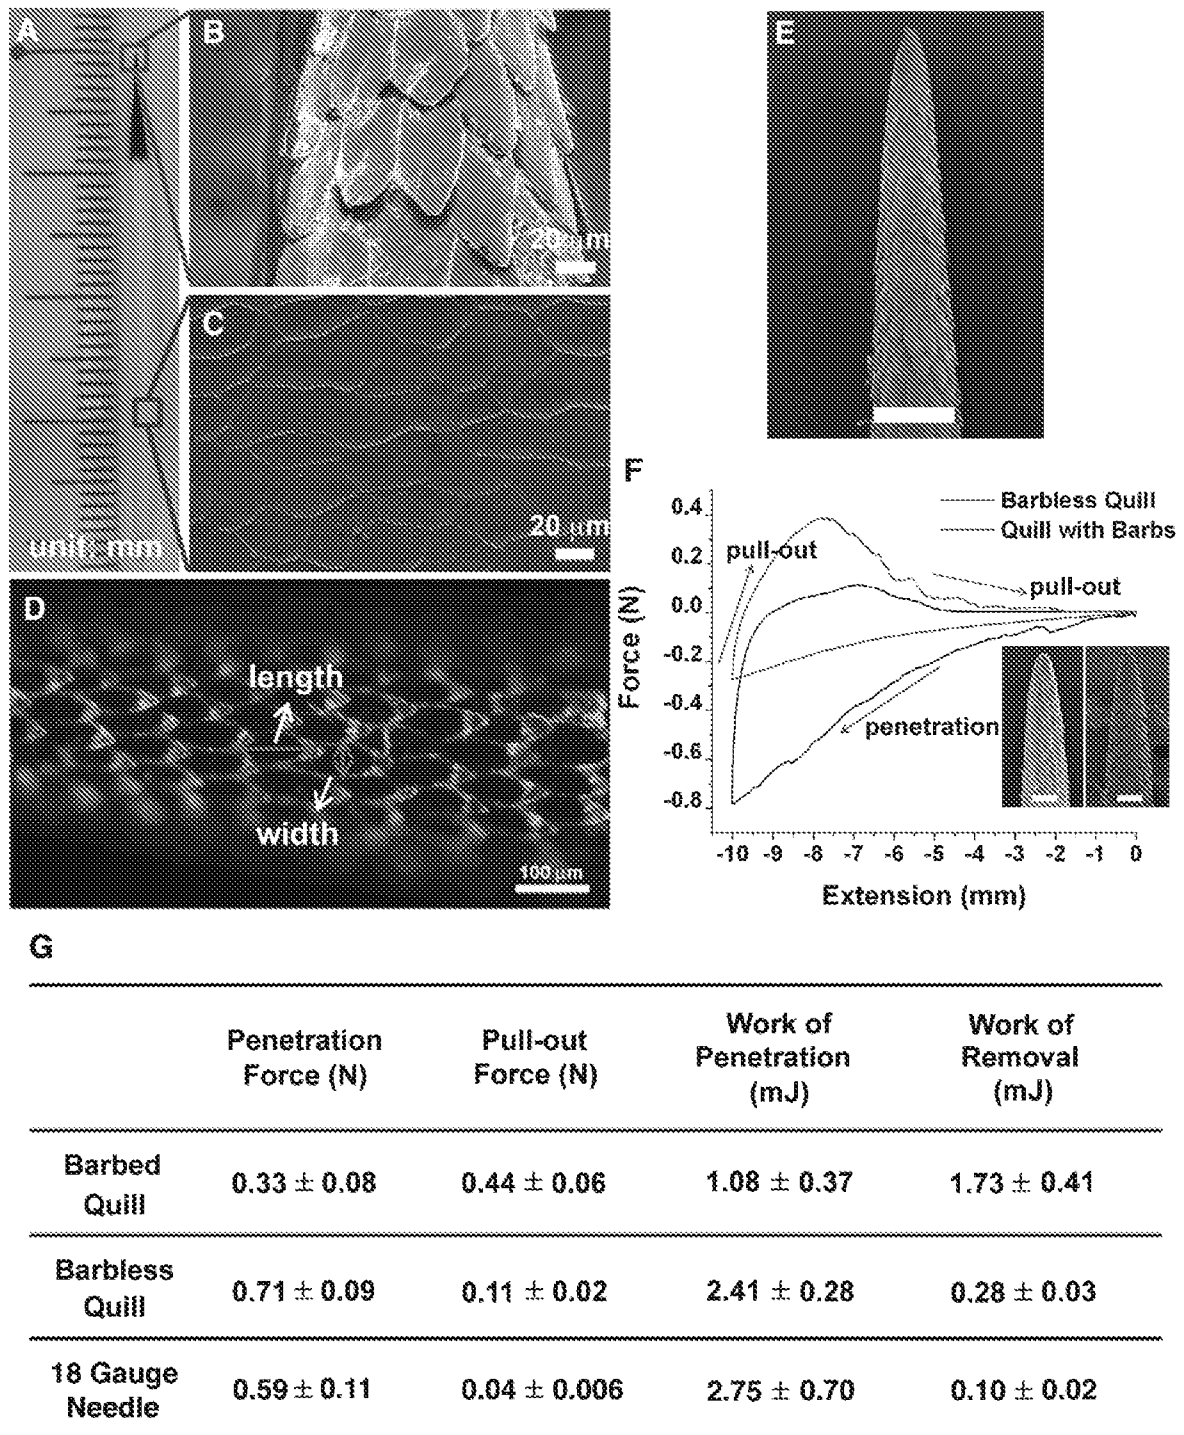 A
B
20 µm
C
20 µm
unit: mm
D
length
width
100 µm
E
F
Barbless Quill
Quill with Barbs
pull-out
pull-out
penetration
Force (N)
0.4
0.2
0.0
-0.2
-0.4
-0.6
-0.8
-10 -9 -8 -7 -6 -5 -4 -3 -2 -1 0
Extension (mm)
G
Penetration Force (N)
Pull-out Force (N)
Work of Penetration (mJ)
Work of Removal (mJ)
Barbed Quill
0.33 ± 0.08
0.44 ± 0.06
1.08 ± 0.37
1.73 ± 0.41
Barbless Quill
0.71 ± 0.09
0.11 ± 0.02
2.41 ± 0.28
0.28 ± 0.03
18 Gauge Needle
0.59 ± 0.11
0.04 ± 0.006
2.75 ± 0.70
0.10 ± 0.02